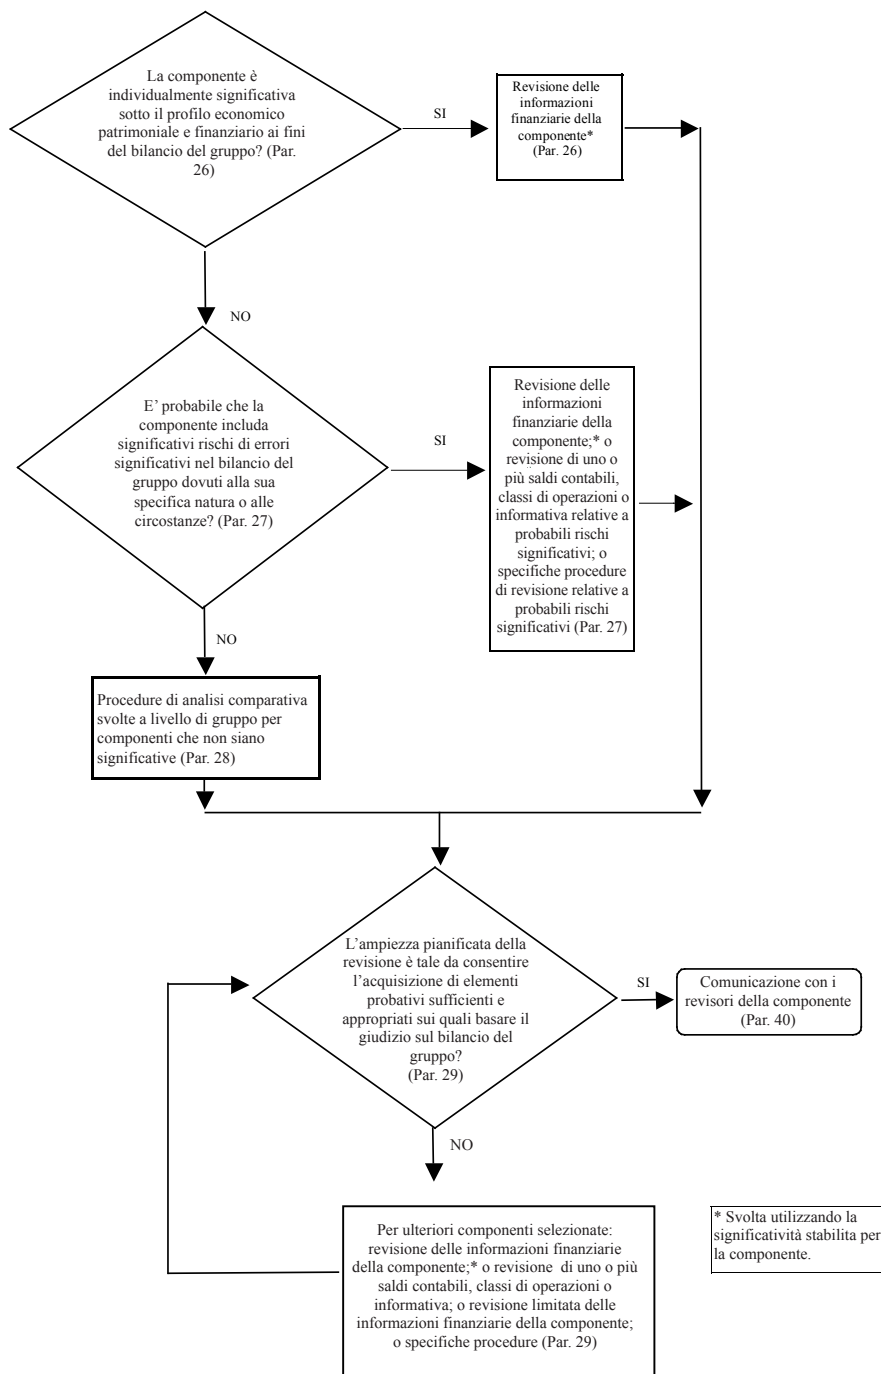 La componente è
individualmente significativa
sotto il profilo economico
patrimoniale e finanziario ai fini
del bilancio del gruppo? (Par.
26)
SI
Revisione delle
informazioni
finanziarie della
componente*
(Par. 26)
NO
E’ probabile che la
componente includa
significativi rischi di errori
significativi nel bilancio del
gruppo dovuti alla sua
specifica natura o alle
circostanze? (Par. 27)
SI
Revisione delle
informazioni
finanziarie della
componente;* o
revisione di uno o
più saldi contabili,
classi di operazioni o
informativa relative a
probabili rischi
significativi; o
specifiche procedure
di revisione relative a
probabili rischi
significativi (Par. 27)
NO
Procedure di analisi comparativa
svolte a livello di gruppo per
componenti che non siano
significative (Par. 28)
L’ampiezza pianificata della
revisione è tale da consentire
l’acquisizione di elementi
probativi sufficienti e
appropriati sui quali basare il
giudizio sul bilancio del
gruppo?
(Par. 29)
SI
Comunicazione con i
revisori della componente
(Par. 40)
NO
Per ulteriori componenti selezionate:
revisione delle informazioni finanziarie
della componente;* o revisione di uno o più
saldi contabili, classi di operazioni o
informativa; o revisione limitata delle
informazioni finanziarie della componente;
o specifiche procedure (Par. 29)
* Svolta utilizzando la
significatività stabilita per
la componente.